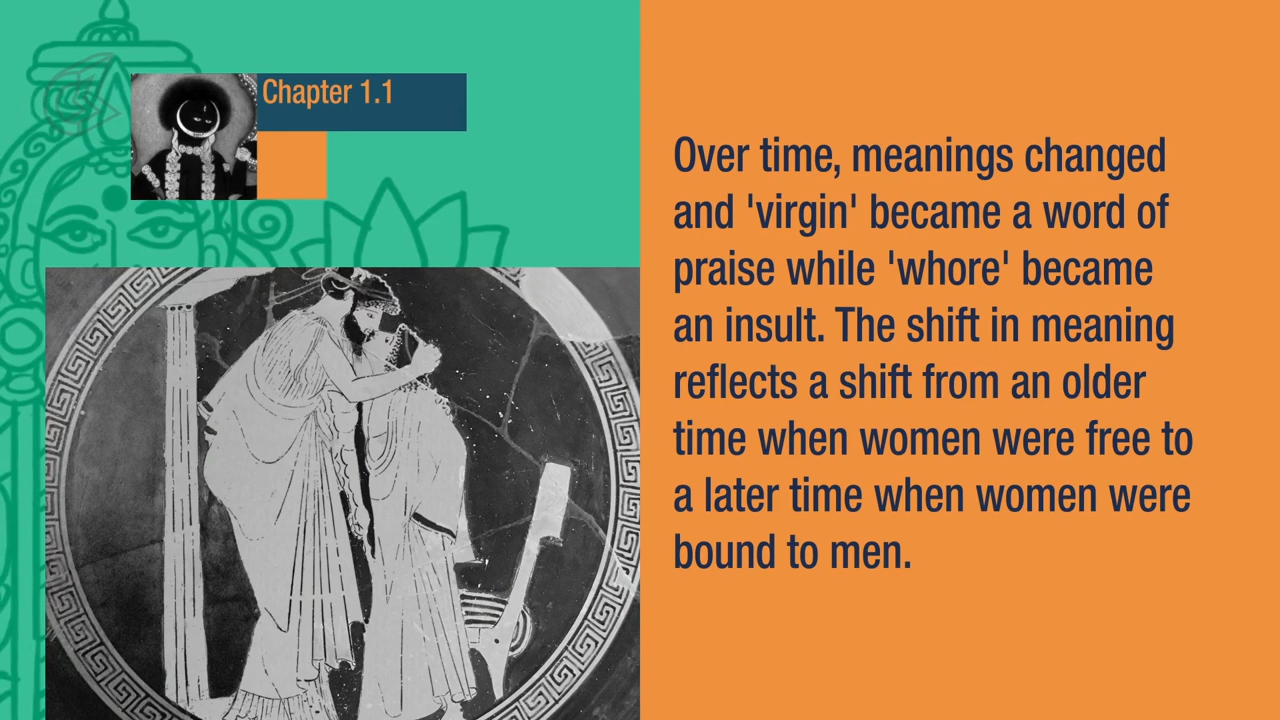 Chapter 1.1
Over time, meanings changed
and 'virgin' became a word of
praise while 'whore' became
an insult. The shift in meaning
reflects a shift from an older
time when women were free to
a later time when women were
bound to men.